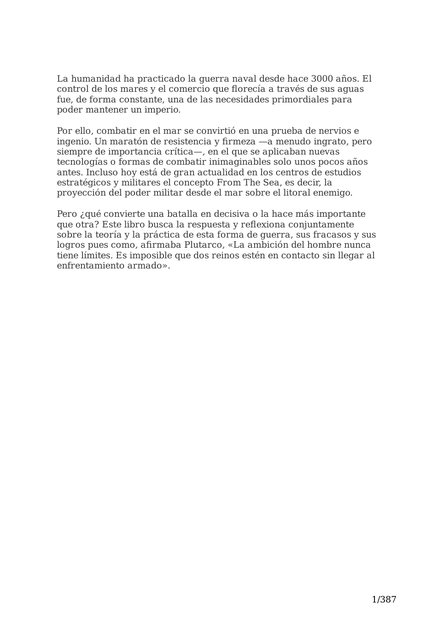 La humanidad ha practicado la guerra naval desde hace 3000 años. El
control de los mares y el comercio que florecía a través de sus aguas
fue, de forma constante, una de las necesidades primordiales para
poder mantener un imperio.
Por ello, combatir en el mar se convirtió en una prueba de nervios e
ingenio. Un maratón de resistencia y firmeza —a menudo ingrato, pero
siempre de importancia crítica—, en el que se aplicaban nuevas
tecnologías o formas de combatir inimaginables solo unos pocos años
antes. Incluso hoy está de gran actualidad en los centros de estudios
estratégicos y militares el concepto From The Sea, es decir, la
proyección del poder militar desde el mar sobre el litoral enemigo.
Pero ¿qué convierte una batalla en decisiva o la hace más importante
que otra? Este libro busca la respuesta y reflexiona conjuntamente
sobre la teoría y la práctica de esta forma de guerra, sus fracasos y sus
logros pues como, afirmaba Plutarco, «La ambición del hombre nunca
tiene límites. Es imposible que dos reinos estén en contacto sin llegar al
enfrentamiento armado».
1/387